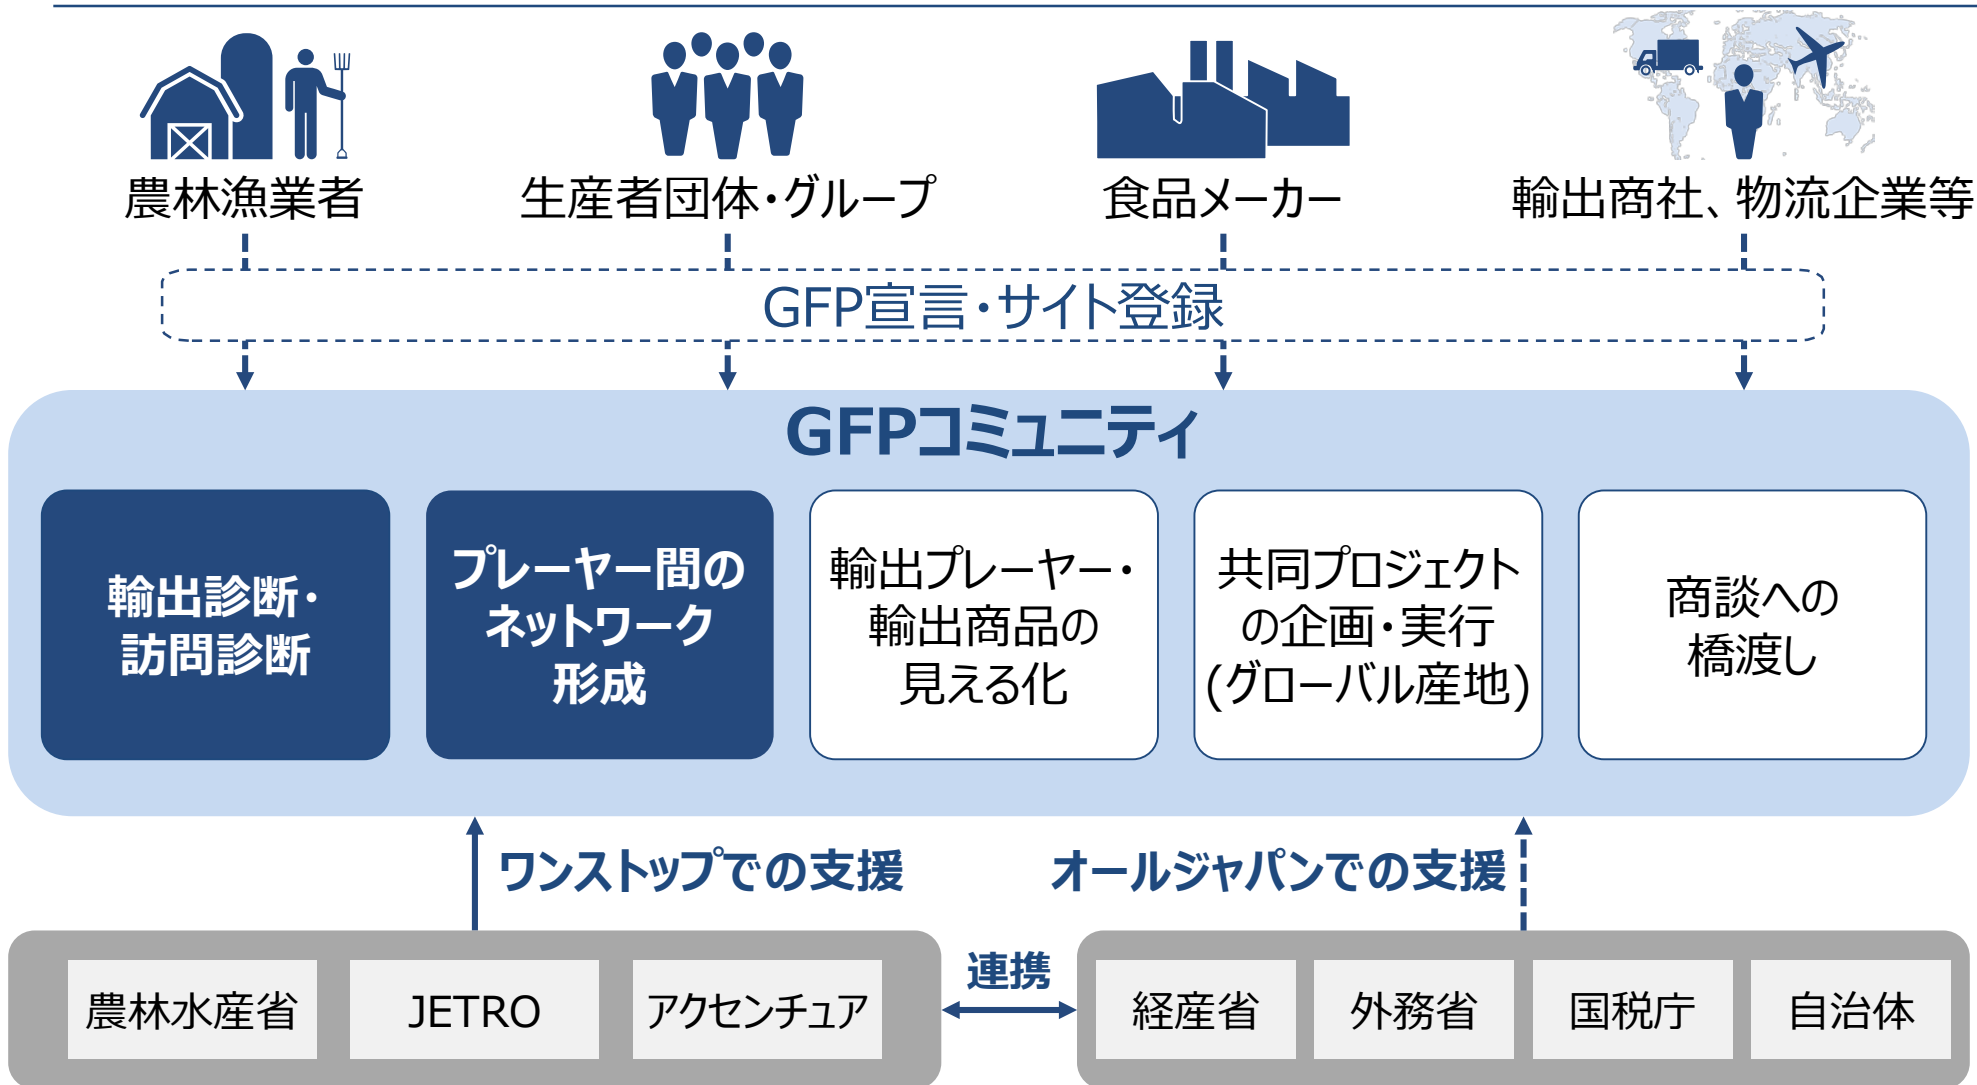 農林漁業者
生産者団体・グループ
食品メーカー
輸出商社、物流企業等
GFP宣言・サイト登録
GFPコミュニティ
輸出診断・
訪問診断
プレーヤー間の
ネットワーク
形成
輸出プレーヤー・
輸出商品の
見える化
共同プロジェクト
の企画・実行
(グローバル産地)
商談への
橋渡し
ワンストップでの支援
オールジャパンでの支援
農林水産省
JETRO
アクセンチュア
連携
経産省
外務省
国税庁
自治体